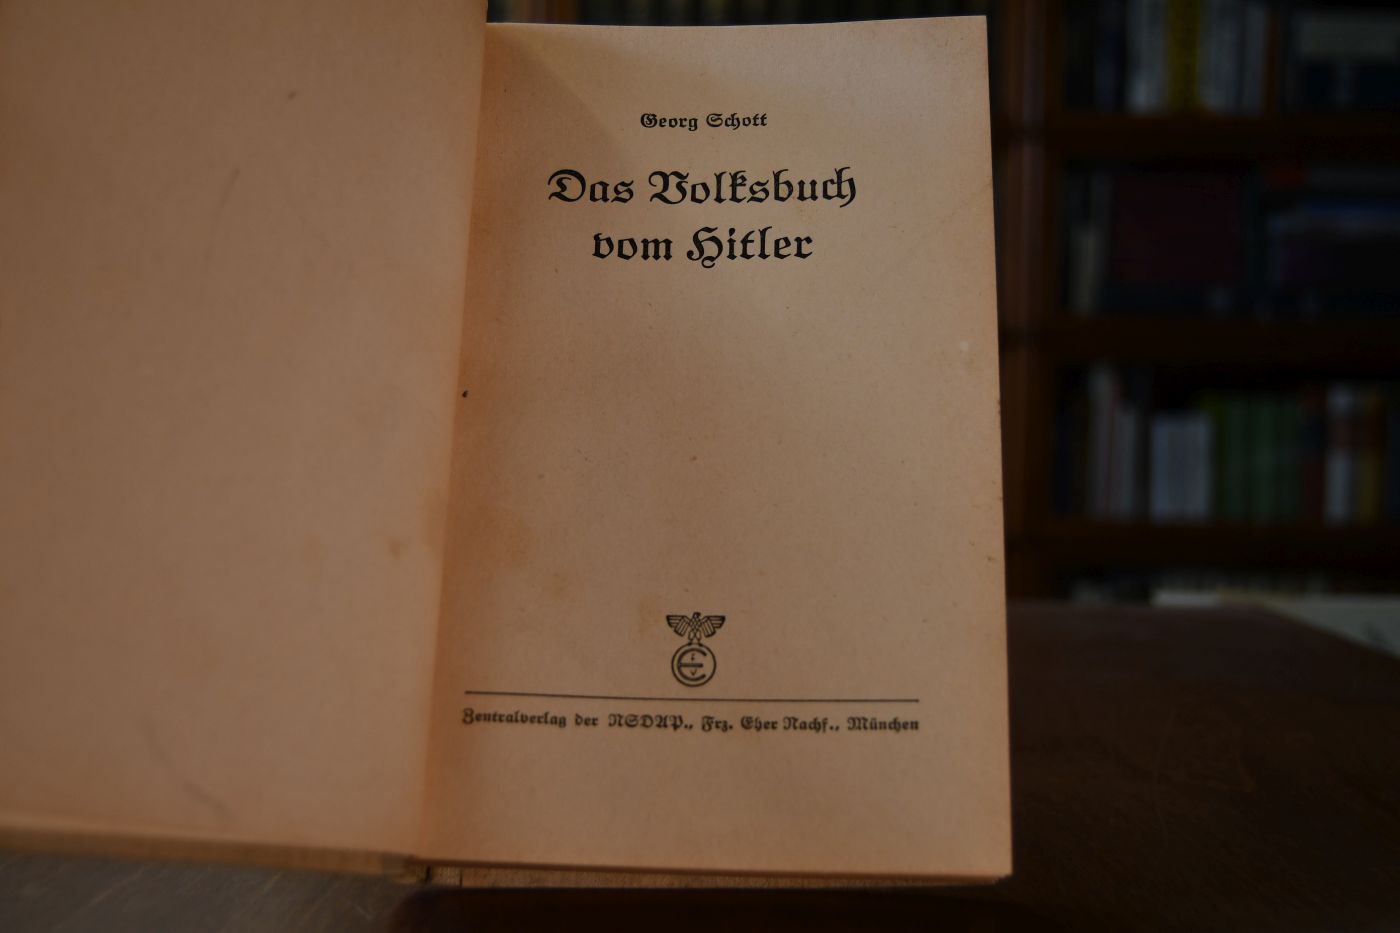 Georg Schott
Das Volksbuch
vom Hitler
F E V
Zentralverlag der NSDAP., Frz. Eher Nachf., München